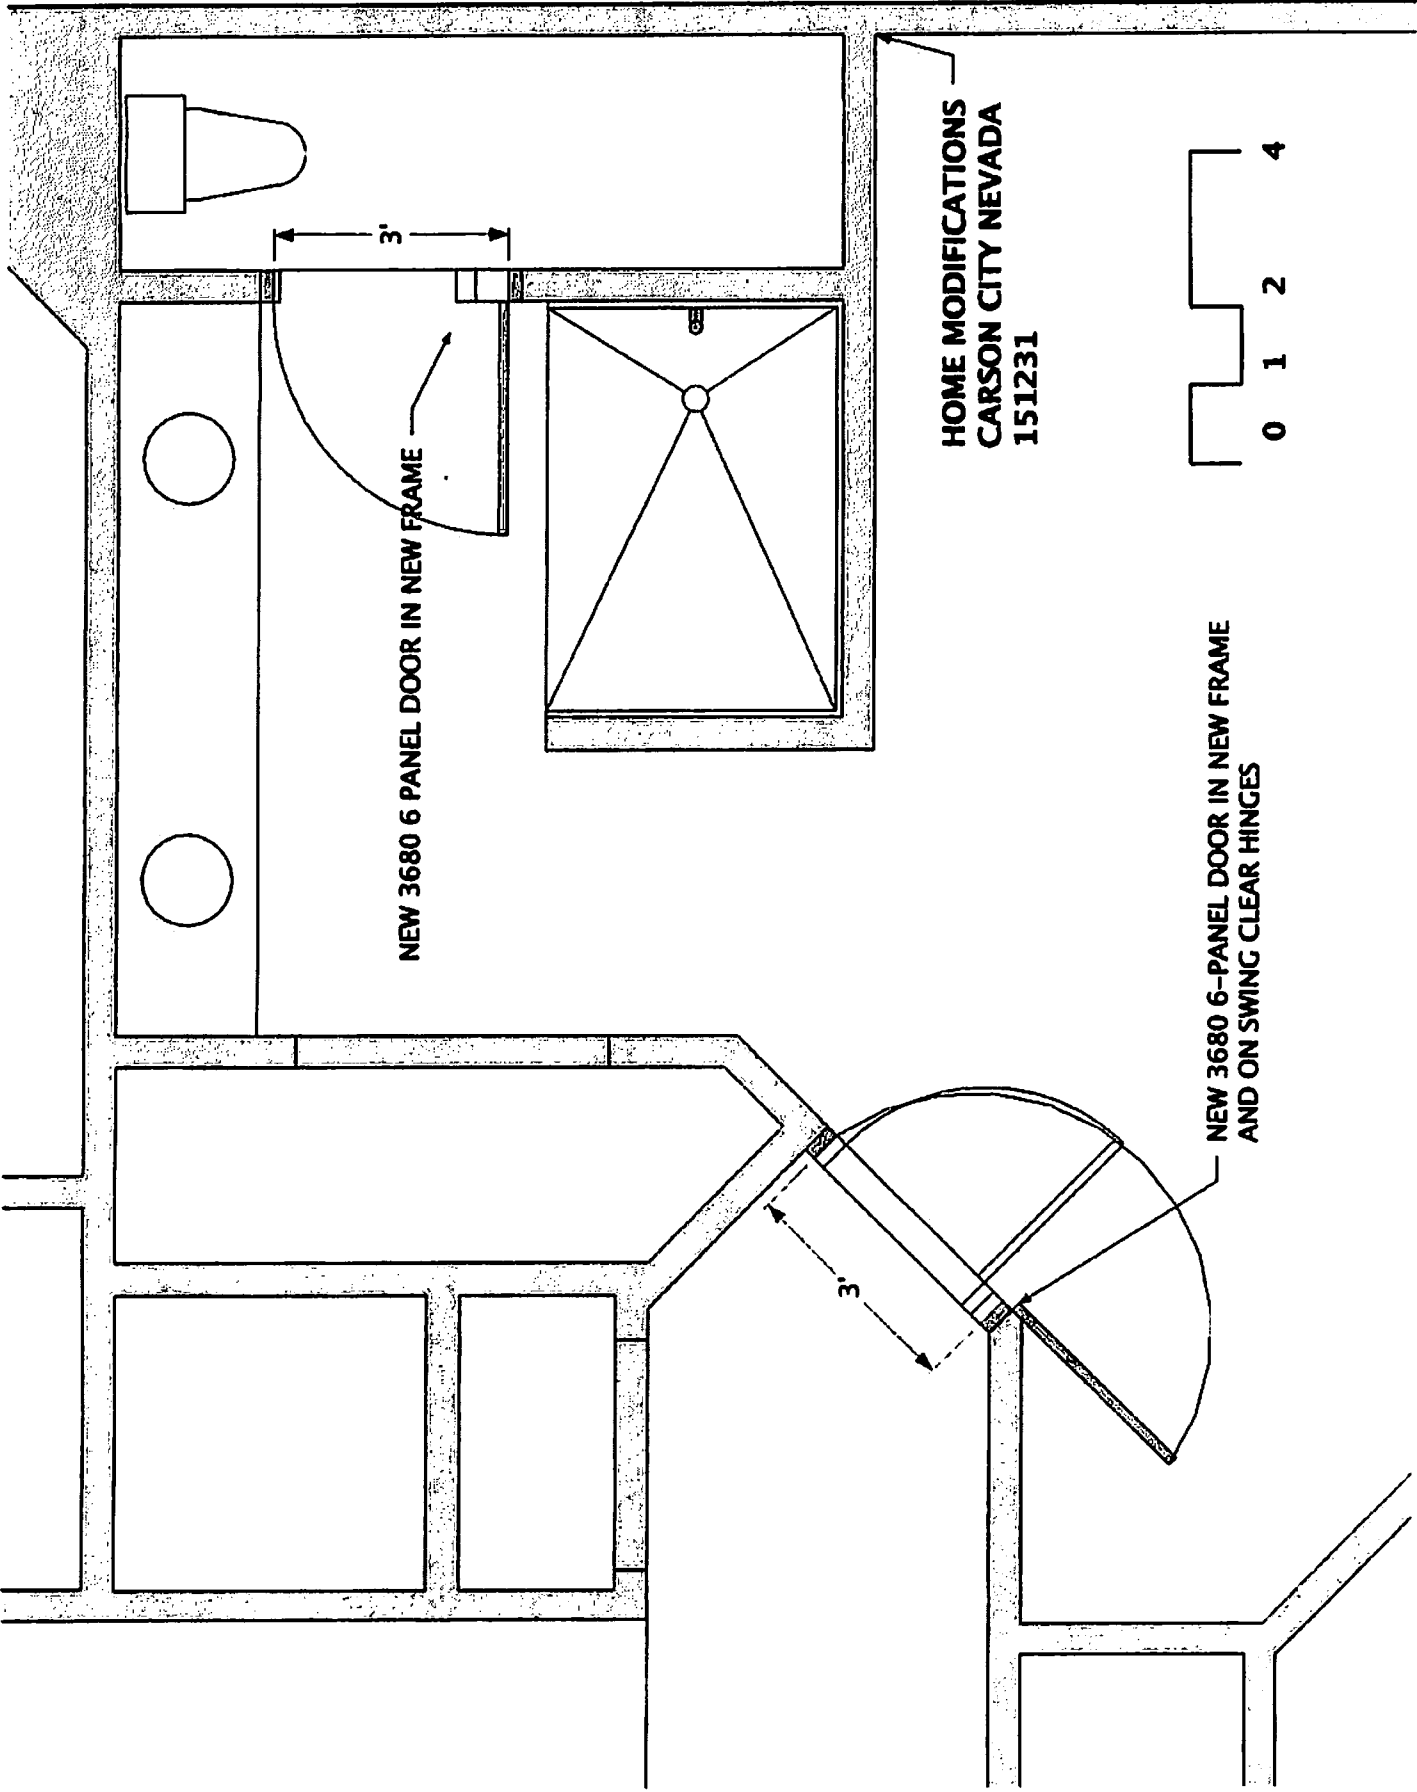 3'
NEW 3680 6 PANEL DOOR IN NEW FRAME
HOME MODIFICATIONS
CARSON CITY NEVADA
151231
0 1 2 4
3'
NEW 3680 6-PANEL DOOR IN NEW FRAME
AND ON SWING CLEAR HINGES